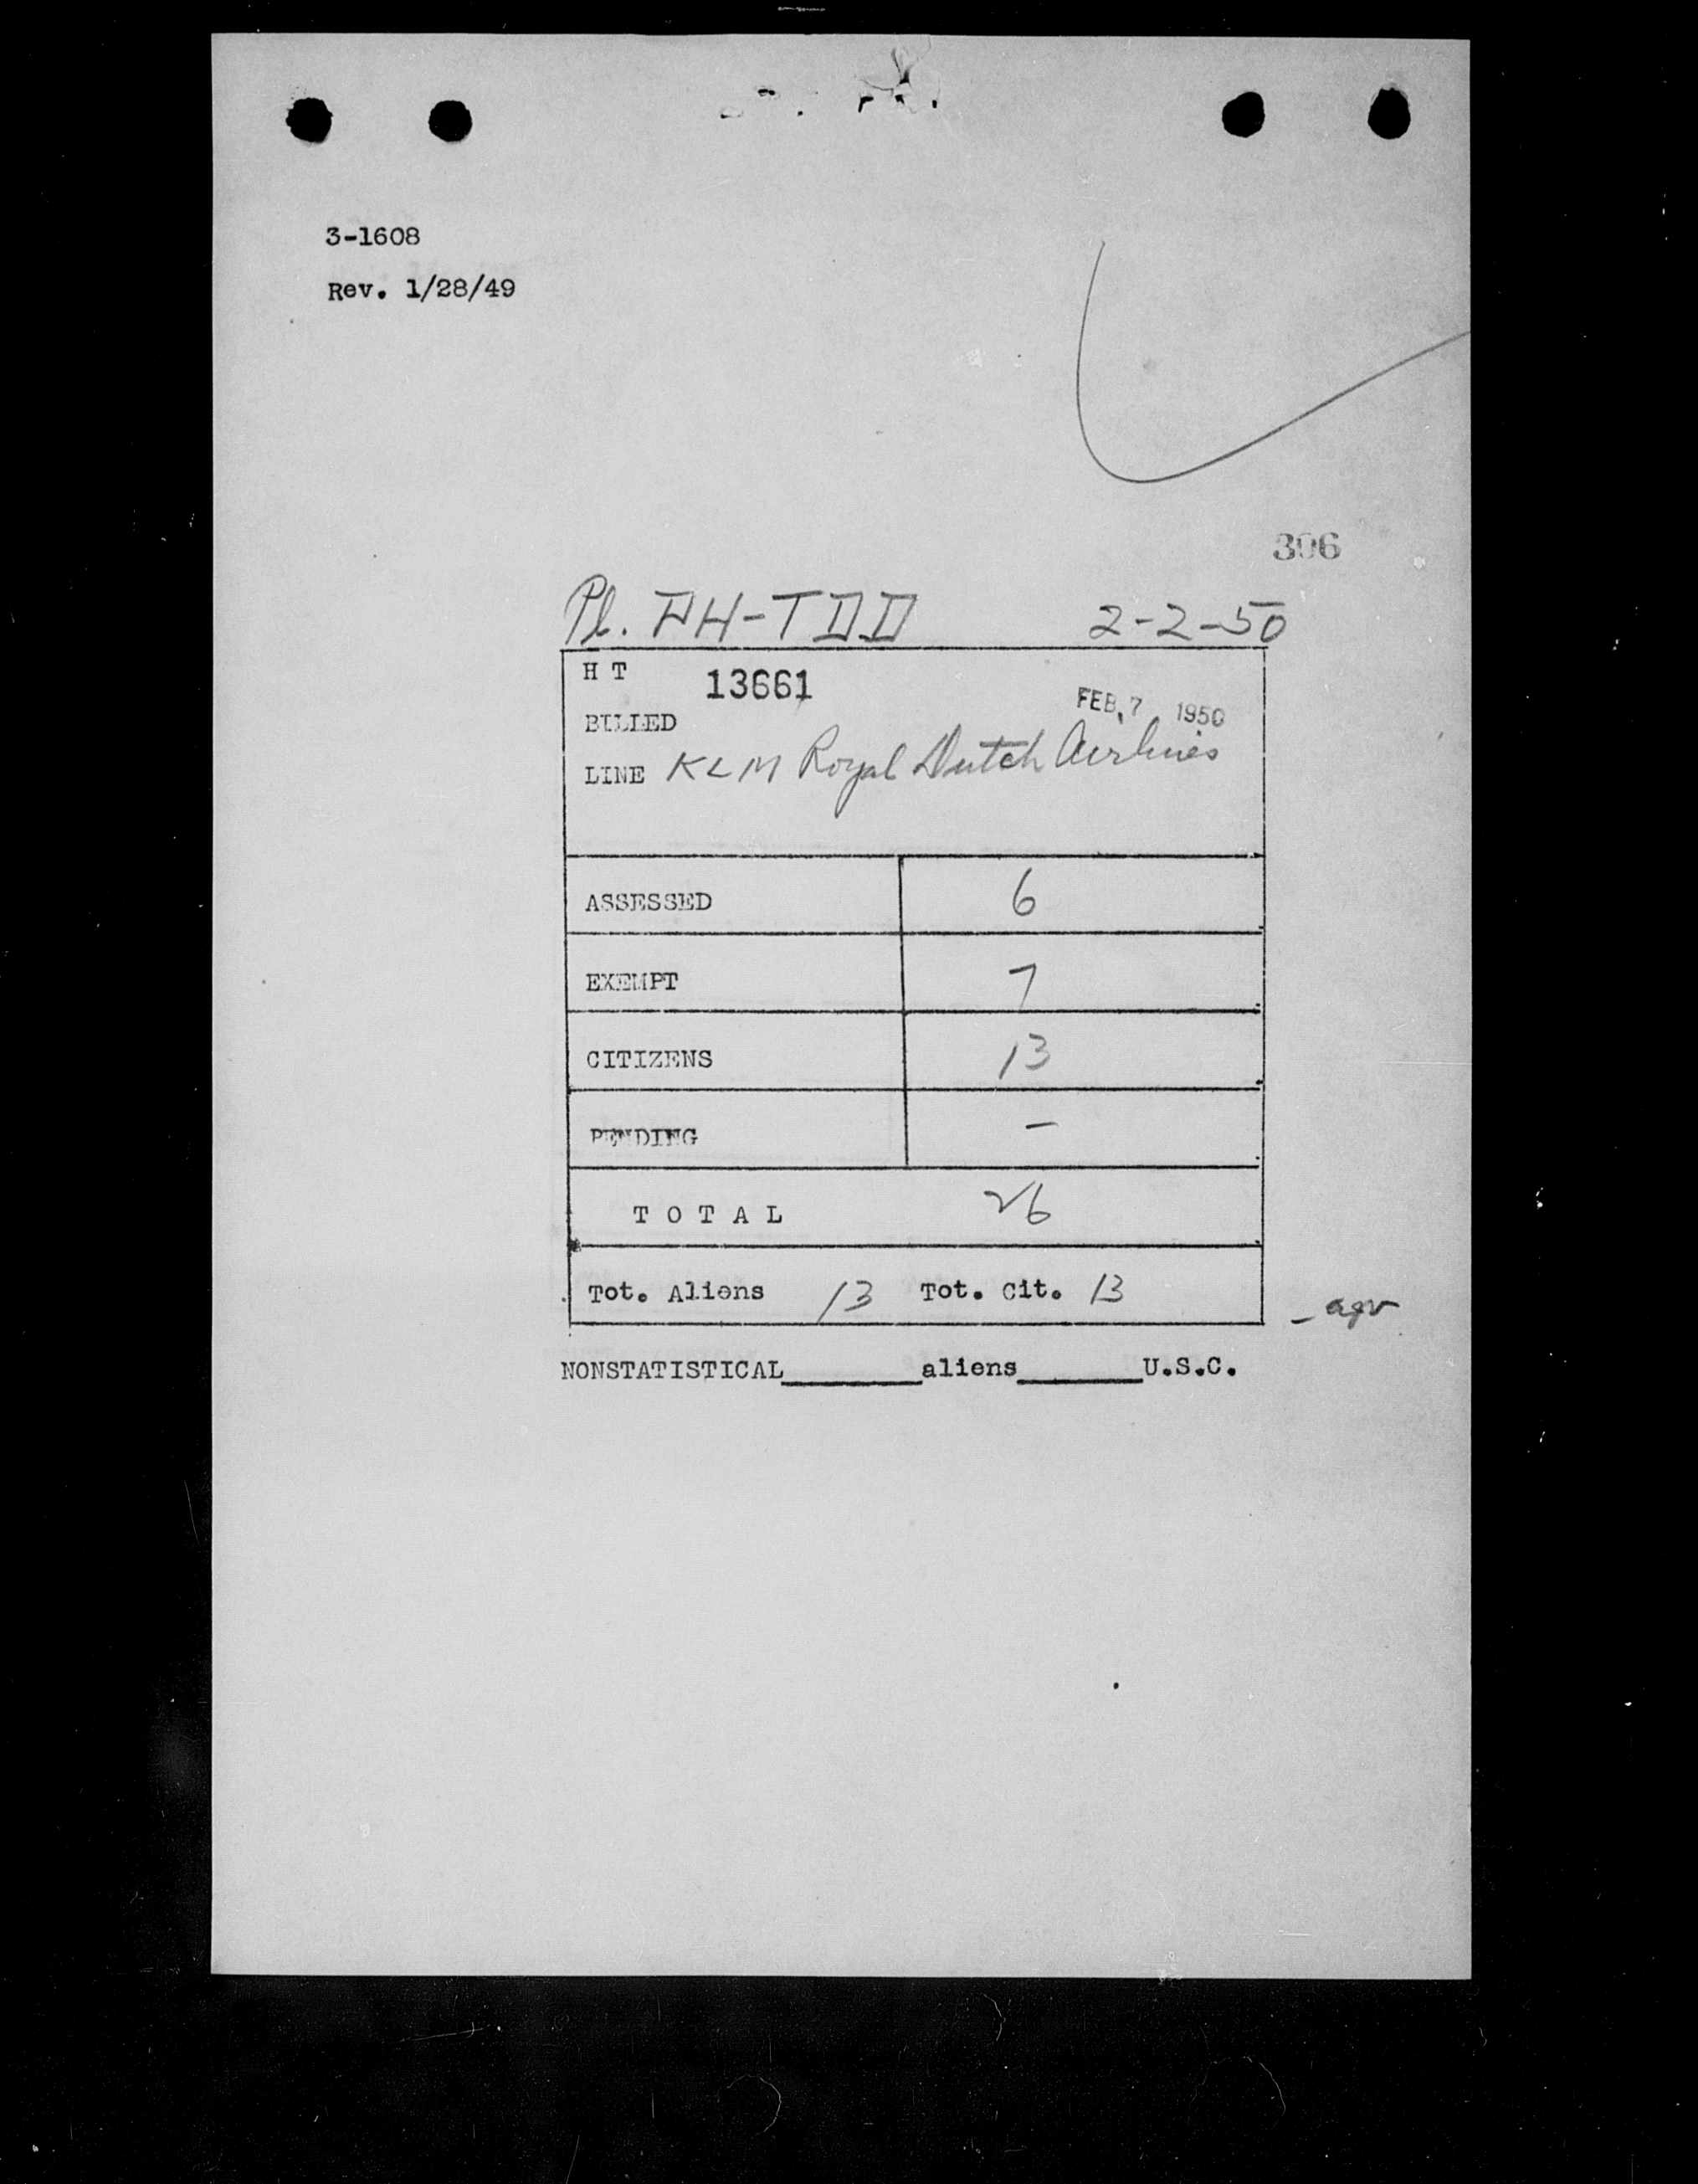 3-1608
Rev. 1/28/49
306
Pl. PH-TDD 2-2-50
H T 13661
FEB 7 1950
BILLED
LINE KLM Royal Dutch Airlines
ASSESSED 6
EXEMPT 7
CITIZENS 13
PENDING -
TOTAL 26
Tot. Aliens 13 Tot. Cit. 13
- agv
NONSTATISTICAL_______aliens______U.S.C.